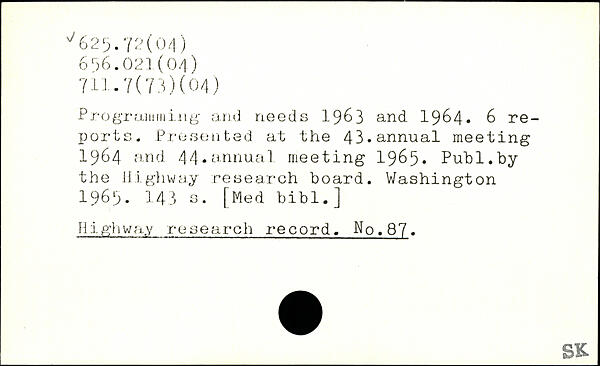 √625.72(04)
656.021(04)
711.7(73)(04)
Programming and needs 1963 and 1964. 6 re-
ports. Presented at the 43.annual meeting
1964 and 44.annual meeting 1965. Publ.by
the Highway research board. Washington
1965. 143 s. [Med bibl.]
Highway research record. No.87.
SK